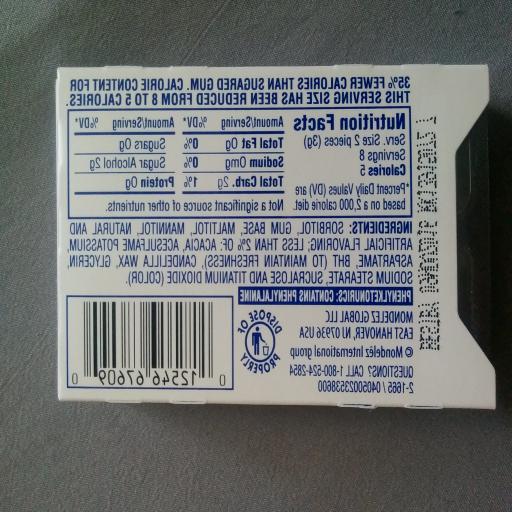 35% FEWER CALORIES THAN SUGARED GUM. CALORIE CONTENT FOR
THIS SERVING SIZE HAS BEEN REDUCED FROM 8 TO 5 CALORIES.
Nutrition Facts
Serv. Size 2 pieces (3g)
Servings 8
Calories 5
*Percent Daily Values (DV) are
based on a 2,000 calorie diet.
Amount/Serving %DV*
Total Fat 0g 0%
Sodium 0mg 0%
Total Carb. 2g 1%
Amount/Serving %DV*
Sugars 0g
Sugar Alcohol 2g
Protein 0g
Not a significant source of other nutrients.
INGREDIENTS: SORBITOL, GUM BASE, MALTITOL, MANNITOL, NATURAL AND
ARTIFICIAL FLAVORING; LESS THAN 2% OF: ACACIA, ACESULFAME POTASSIUM,
ASPARTAME, BHT (TO MAINTAIN FRESHNESS), CANDELILLA WAX, GLYCERIN,
SODIUM STEARATE, SUCRALOSE AND TITANIUM DIOXIDE (COLOR).
PHENYLKETONURICS: CONTAINS PHENYLALANINE
MONDELEZ GLOBAL LLC
EAST HANOVER, NJ 07936 USA
© Mondelez International group
QUESTIONS? CALL 1-800-524-2854
2-1665 / 0405002353860
DISPOSE OF
PROPERLY
0 12546 67609 0